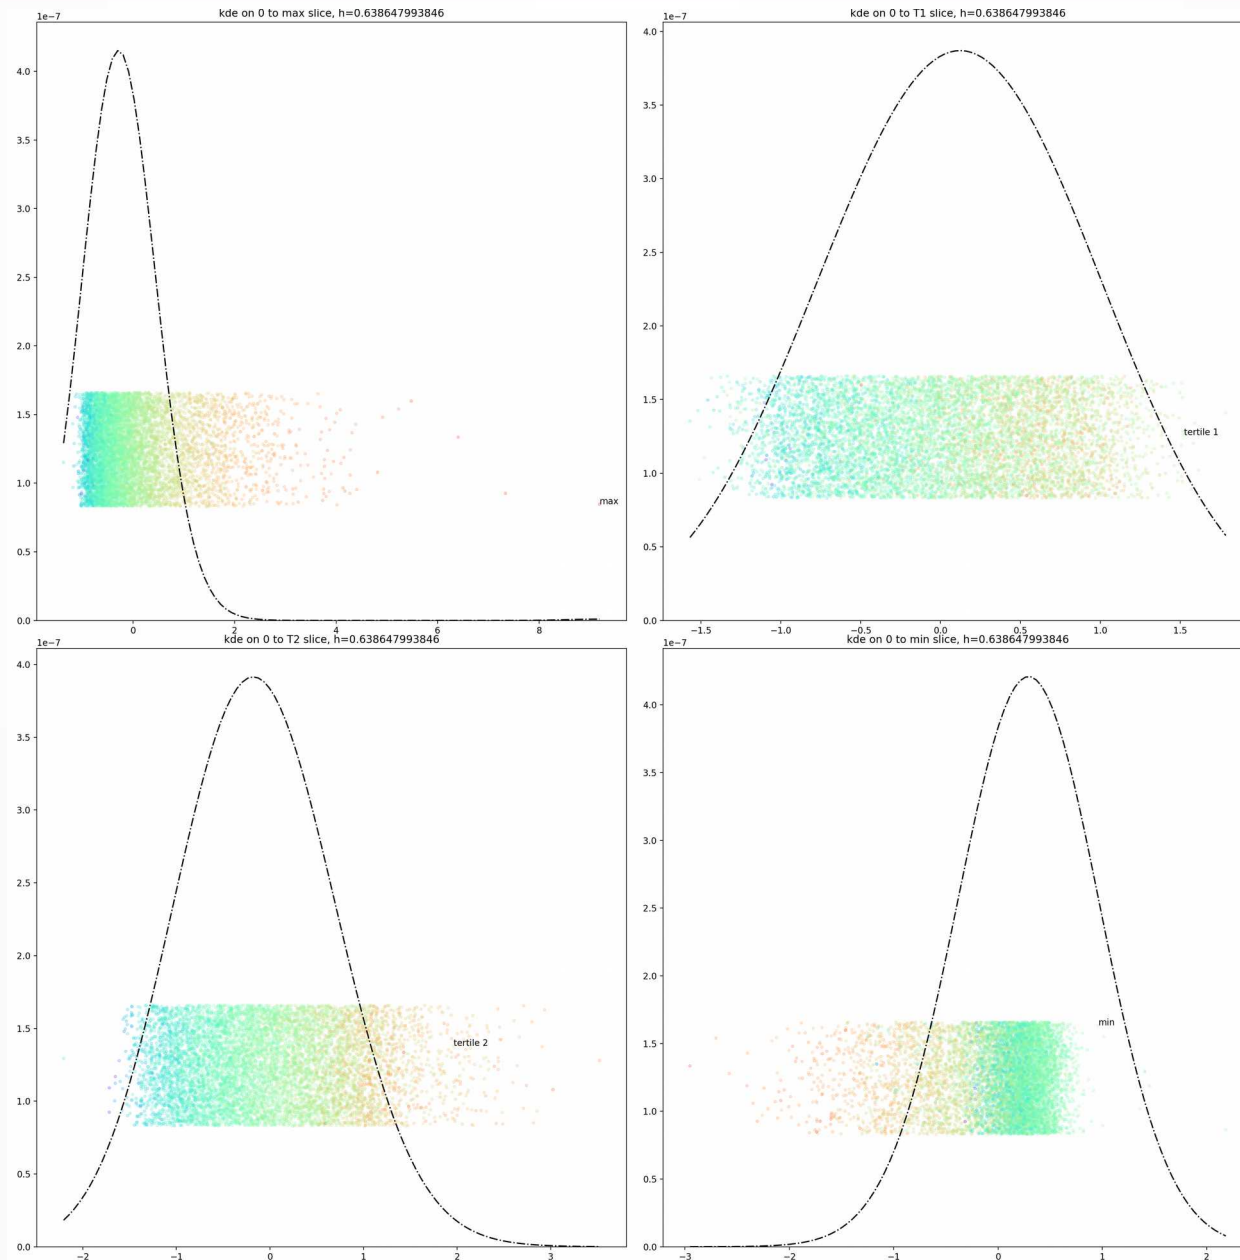 kde on 0 to max slice, h=0.638647993846
1e−7
4.0
3.5
3.0
2.5
2.0
1.5
1.0
0.5
0.0
max
0 2 4 6 8
kde on 0 to T1 slice, h=0.638647993846
1e−7
4.0
3.5
3.0
2.5
2.0
1.5
1.0
0.5
0.0
tertile 1
−1.5 −1.0 −0.5 0.0 0.5 1.0 1.5
kde on 0 to T2 slice, h=0.638647993846
1e−7
4.0
3.5
3.0
2.5
2.0
1.5
1.0
0.5
0.0
tertile 2
−2 −1 0 1 2 3
kde on 0 to min slice, h=0.638647993846
1e−7
4.0
3.5
3.0
2.5
2.0
1.5
1.0
0.5
0.0
min
−3 −2 −1 0 1 2